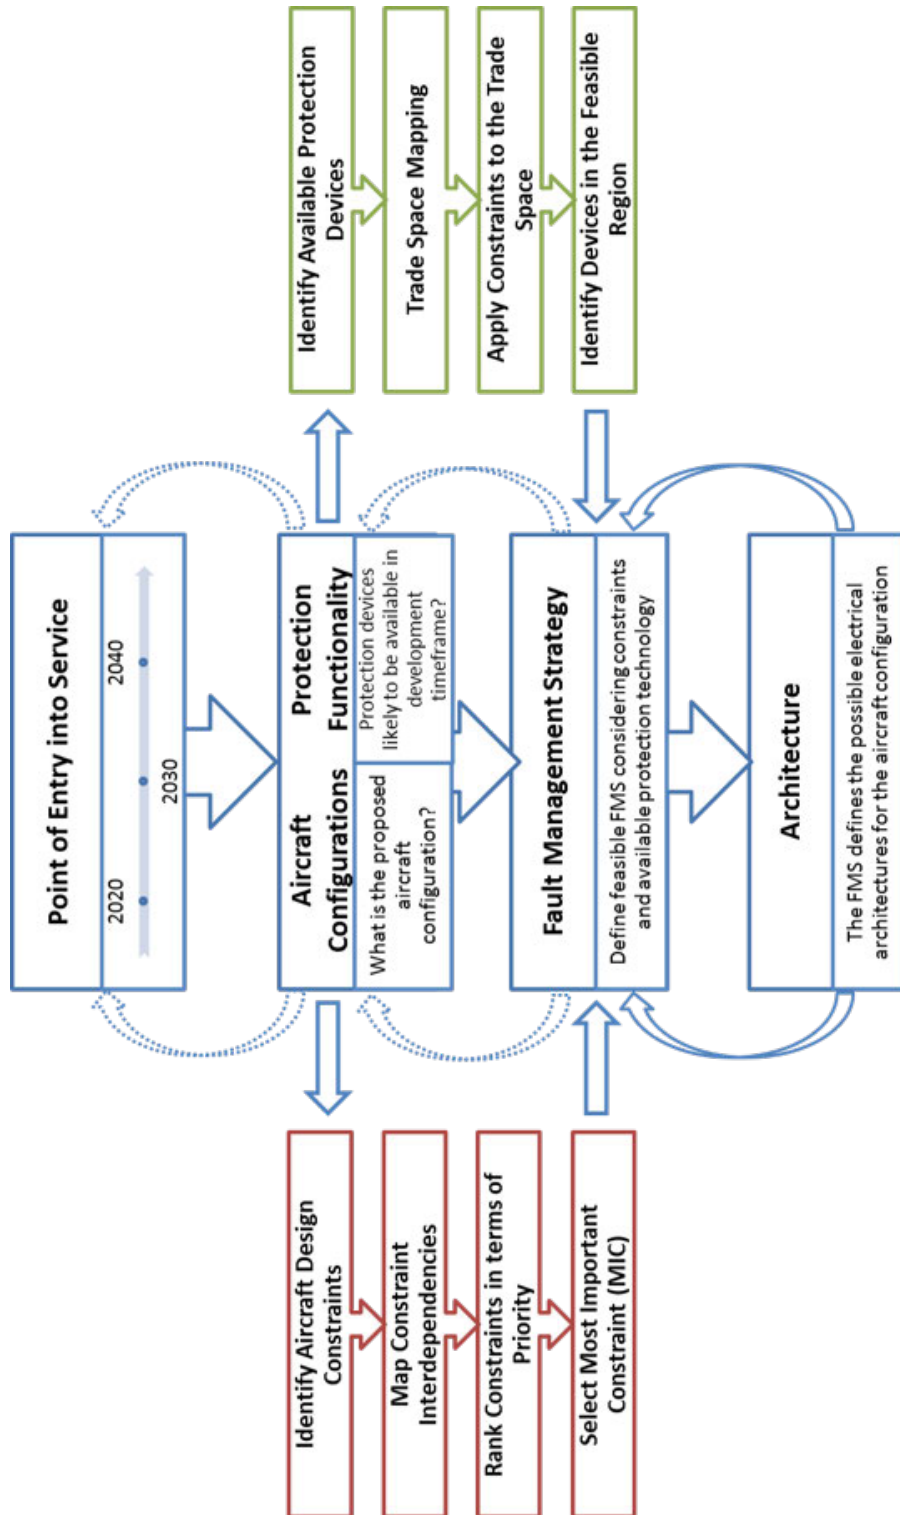 Point of Entry into Service
2020
2030
2040
Aircraft
Configurations
Protection
Functionality
What is the proposed
aircraft
configuration?
Protection devices
likely to be available in
development
timeframe?
Fault Management Strategy
Define feasible FMS considering constraints
and available protection technology
Architecture
The FMS defines the possible electrical
architectures for the aircraft configuration
Identify Aircraft Design
Constraints
Map Constraint
Interdependencies
Rank Constraints in terms of
Priority
Select Most Important
Constraint (MIC)
Identify Available Protection
Devices
Trade Space Mapping
Apply Constraints to the Trade
Space
Identify Devices in the Feasible
Region